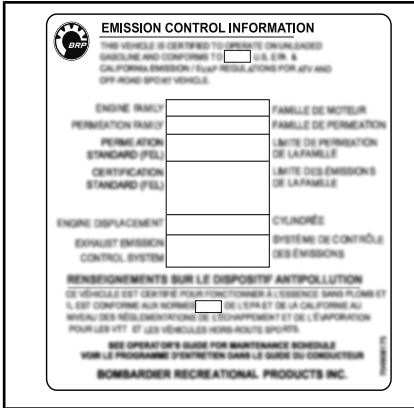 BRP
EMISSION CONTROL INFORMATION
THIS VEHICLE IS CERTIFIED TO OPERATE ON UNLEADED
GASOLINE AND CONFORMS TO U.S. EPA &
CALIFORNIA EMISSION / EVAP REGULATIONS FOR ATV AND
OFF-ROAD SPORT VEHICLE.
ENGINE FAMILY FAMILLE DE MOTEUR
PERMEATION FAMILY FAMILLE DE PERMEATION
PERMEATION STANDARD (FEL) LIMITE DE PERMEATION DE LA FAMILLE
CERTIFICATION STANDARD (FEL) LIMITE DES ÉMISSIONS DE LA FAMILLE
ENGINE DISPLACEMENT CYLINDRÉE
EXHAUST EMISSION CONTROL SYSTEM SYSTÈME DE CONTRÔLE DES ÉMISSIONS
RENSEIGNEMENTS SUR LE DISPOSITIF ANTIPOLLUTION
CE VÉHICULE EST CERTIFIÉ POUR FONCTIONNER À L'ESSENCE SANS PLOMB ET
IL EST CONFORME AUX NORMES DE L'EPA ET DE LA CALIFORNIE AU
NIVEAU DES RÉGLEMENTATIONS DE L'ÉCHAPPEMENT ET DE L'ÉVAPORATION
POUR LES VTT ET LES VÉHICULES HORS-ROUTE SPORTS.
SEE OPERATOR'S GUIDE FOR MAINTENANCE SCHEDULE
VOIR LE PROGRAMME D'ENTRETIEN DANS LE GUIDE DU CONDUCTEUR
BOMBARDIER RECREATIONAL PRODUCTS INC.